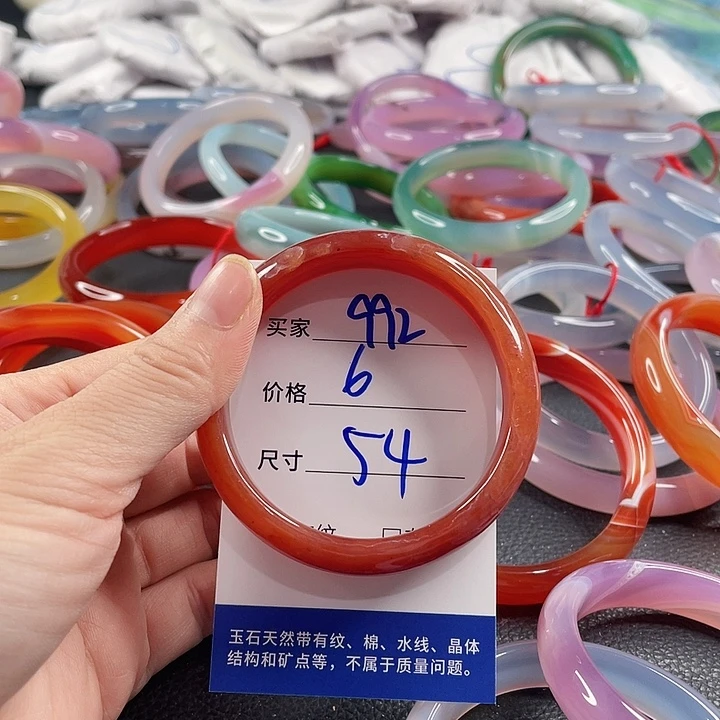 买家 992
价格 6
尺寸 54
纹
玉石天然带有纹、棉、水线、晶体
结构和矿点等，不属于质量问题。